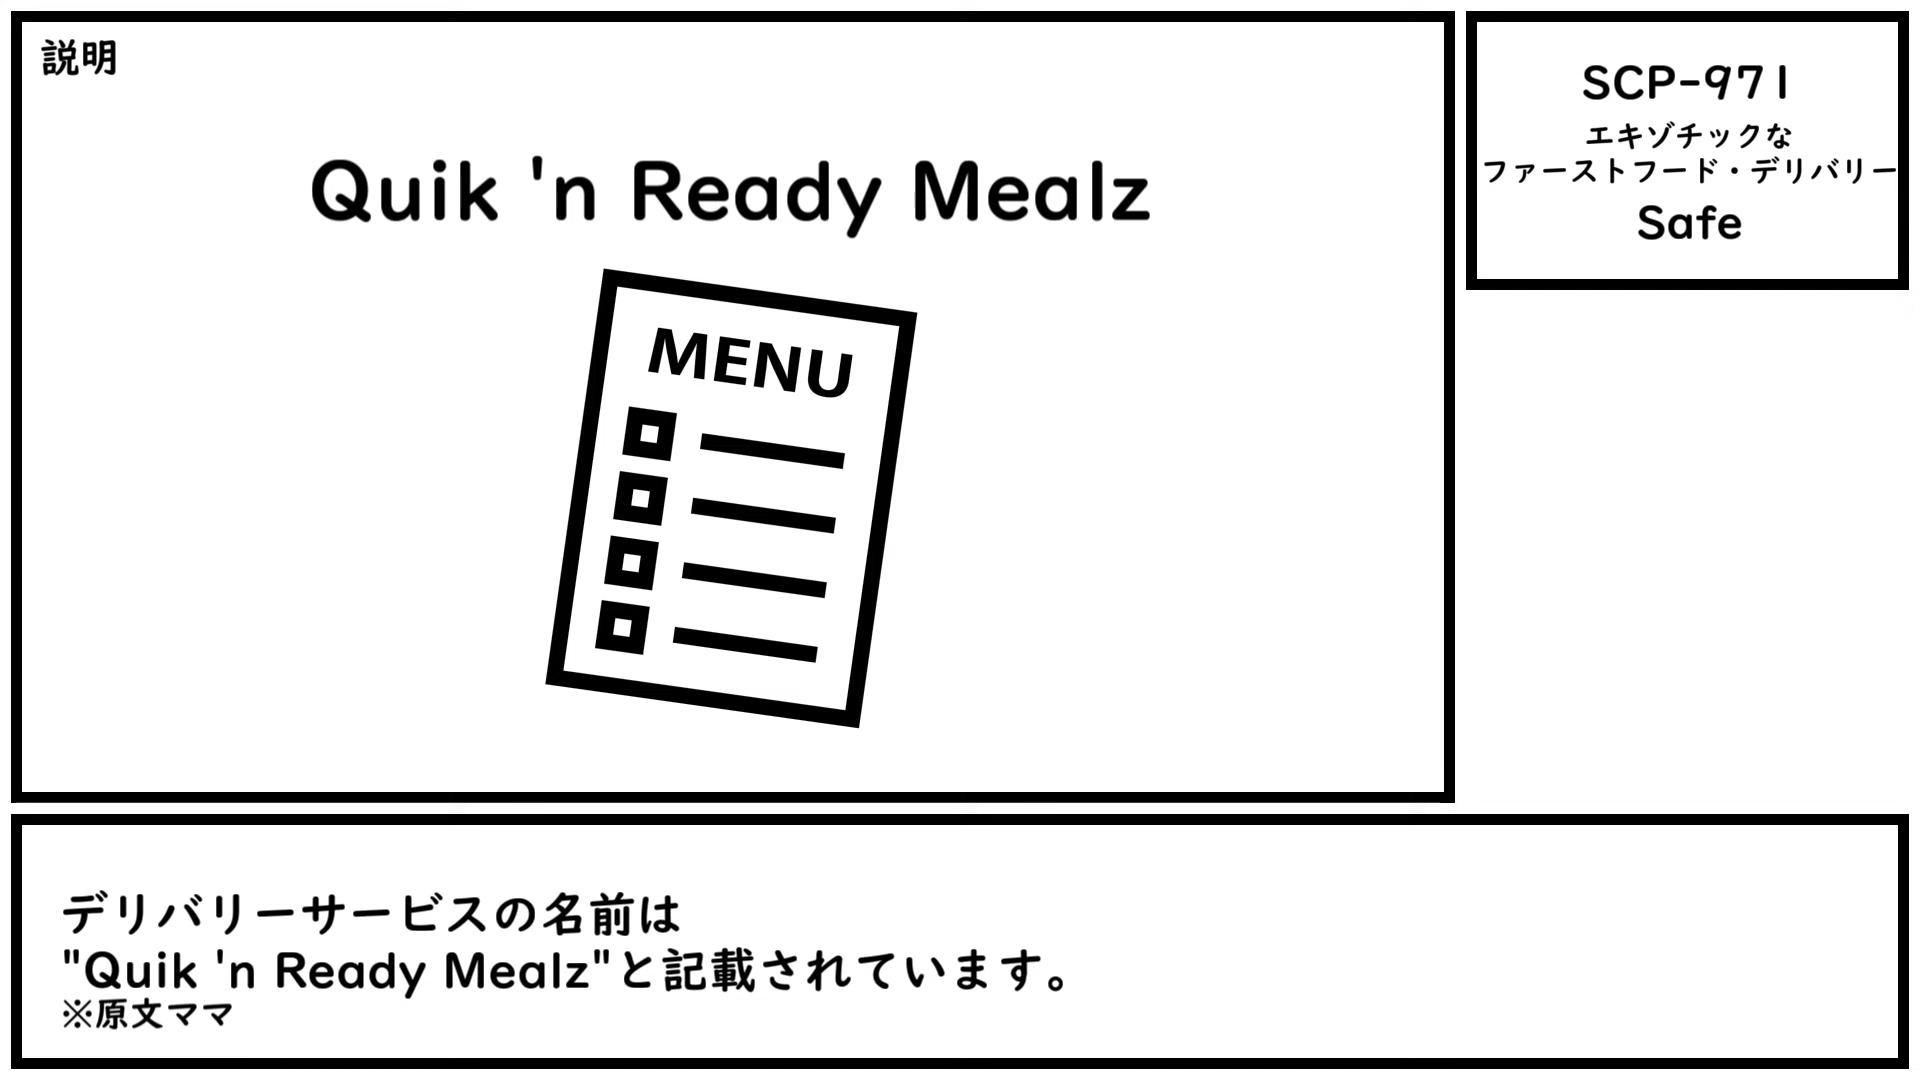 説明
Quik 'n Ready Mealz
MENU
SCP-971
エキゾチックな
ファーストフード・デリバリー
Safe
デリバリーサービスの名前は
"Quik 'n Ready Mealz"と記載されています。
※原文ママ